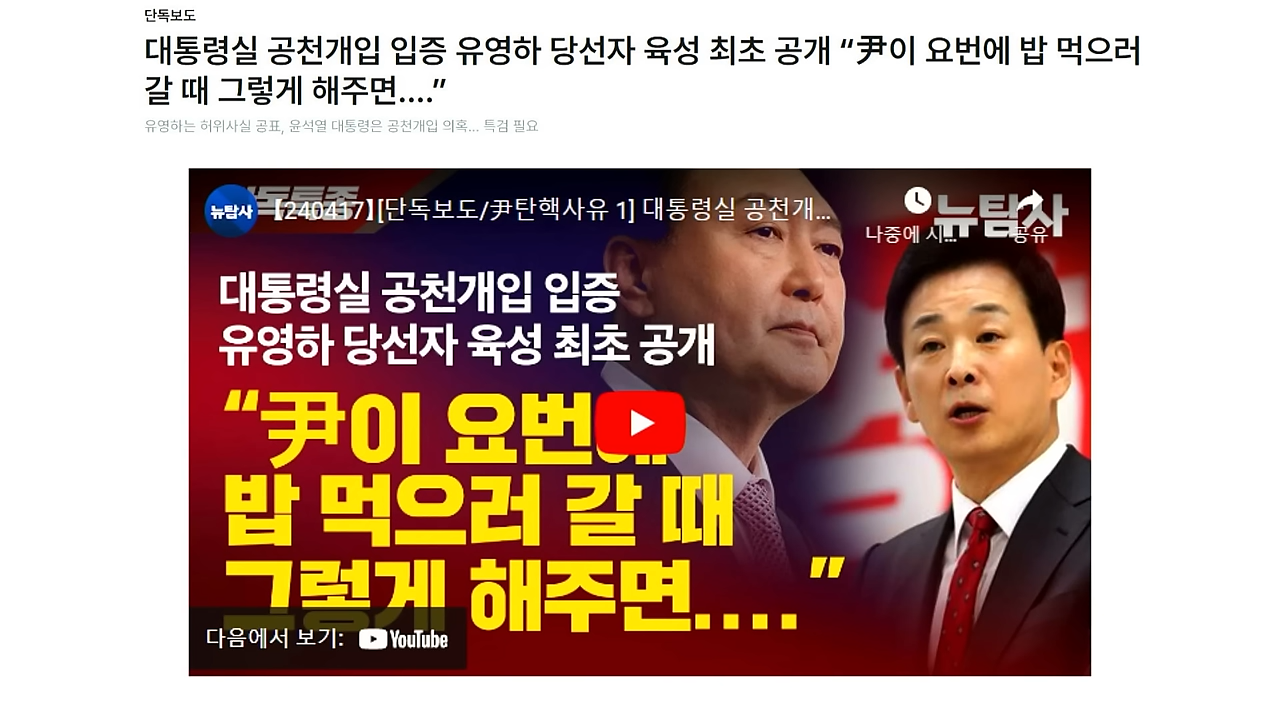 단독보도
대통령실 공천개입 입증 유영하 당선자 육성 최초 공개 “尹이 요번에 밥 먹으러
갈 때 그렇게 해주면....”
유영하는 허위사실 공표, 윤석열 대통령은 공천개입 의혹... 특검 필요
뉴탐사
【240417】[단독보도/尹탄핵사유 1] 대통령실 공천개...
나중에 시...
공유
뉴탐사
대통령실 공천개입 입증
유영하 당선자 육성 최초 공개
“尹이 요번에
밥 먹으러 갈 때
그렇게 해주면....”
다음에서 보기: YouTube